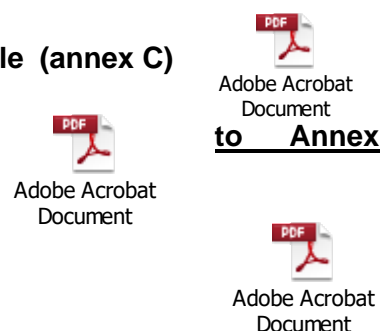 PDF
le (annex C)
Adobe Acrobat
Document
to Annex
PDF
Adobe Acrobat
Document
PDF
Adobe Acrobat
Document